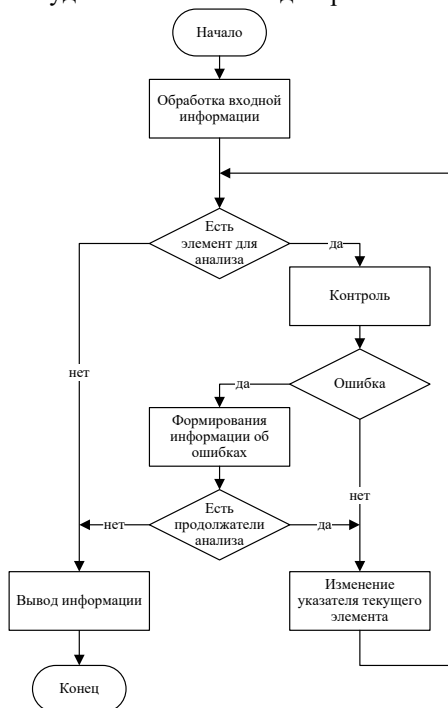 Начало
Обработка входной
информации
Есть
элемент для
анализа
да
Контроль
нет
Ошибка
да
Формирования
информации об
ошибках
нет
Есть
продолжатели
анализа
нет
да
Вывод информации
Изменение
указателя текущего
элемента
Конец